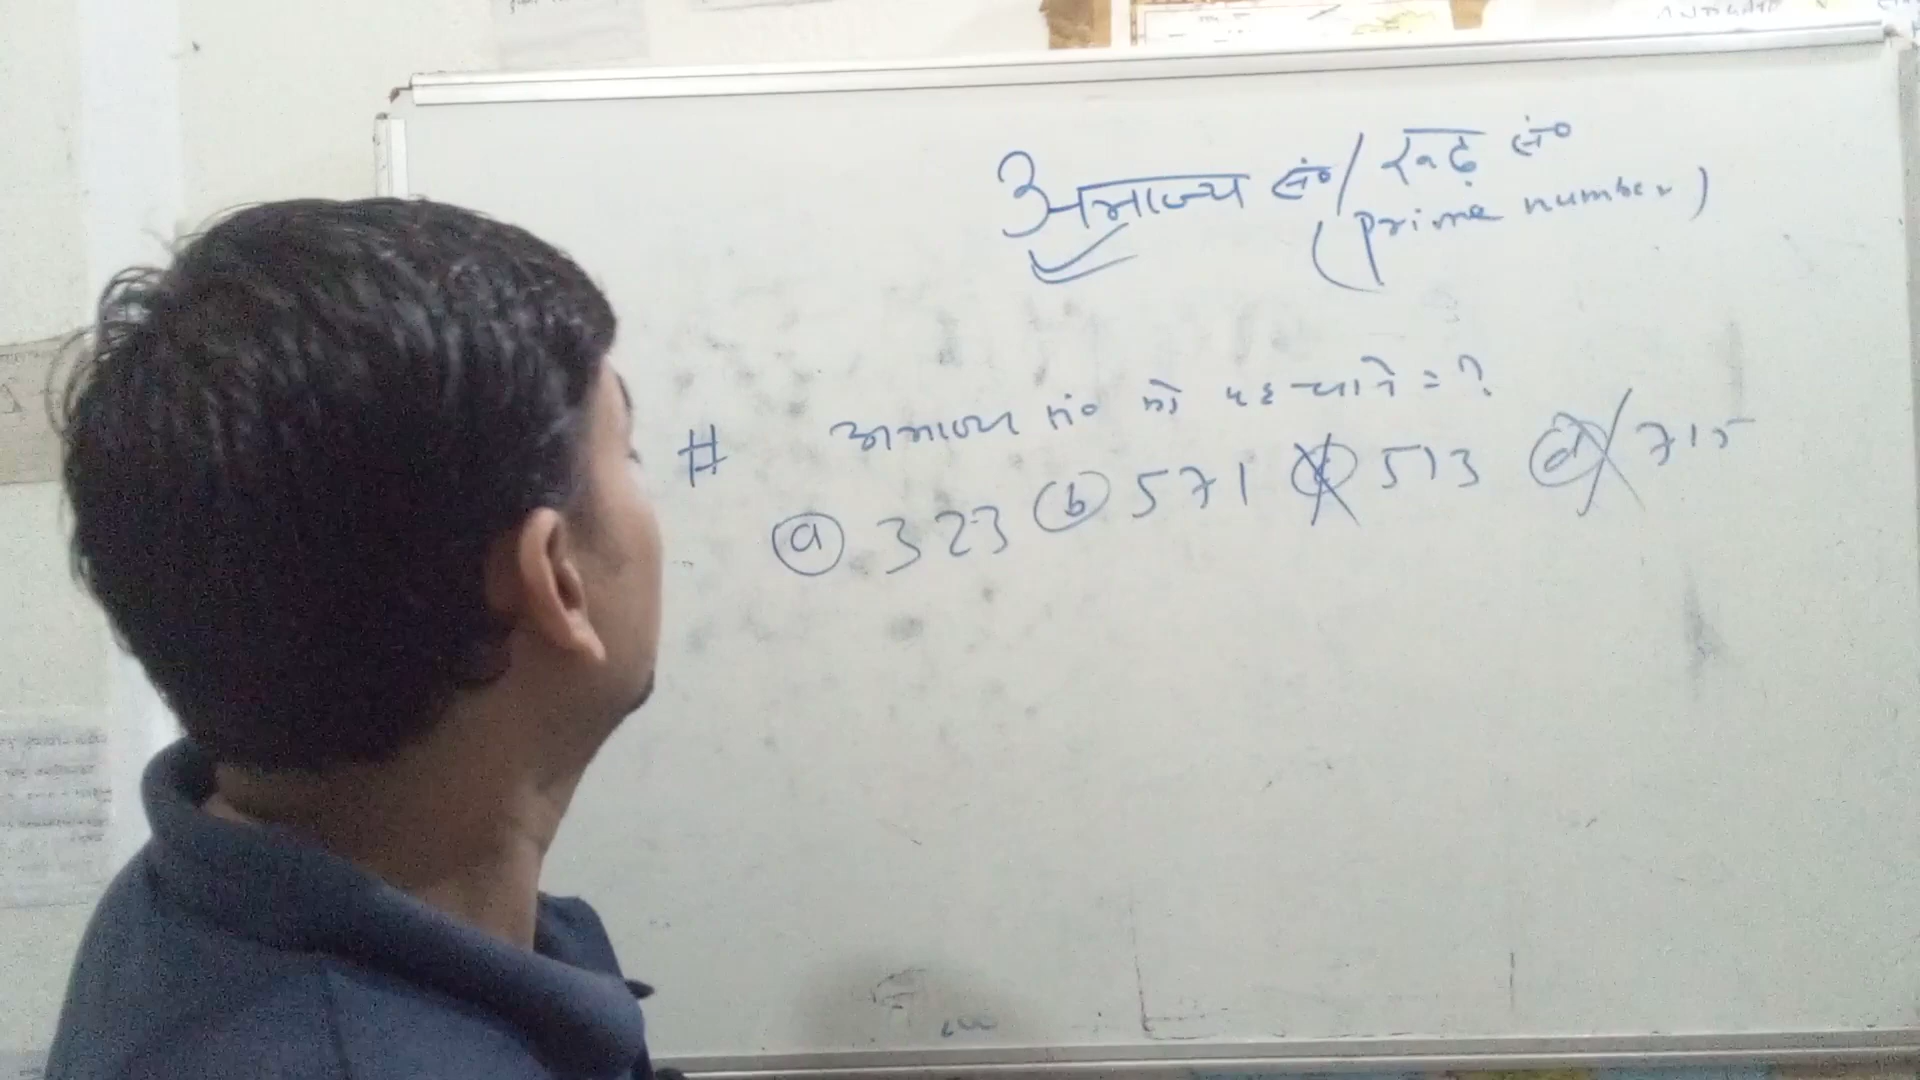 अभाज्य सं०/ रूढ़ सं०
(prime number)
# अभाज्य सं० को पहचाने = ?
(a) 323 (b) 571 (c) 513 (d) 715